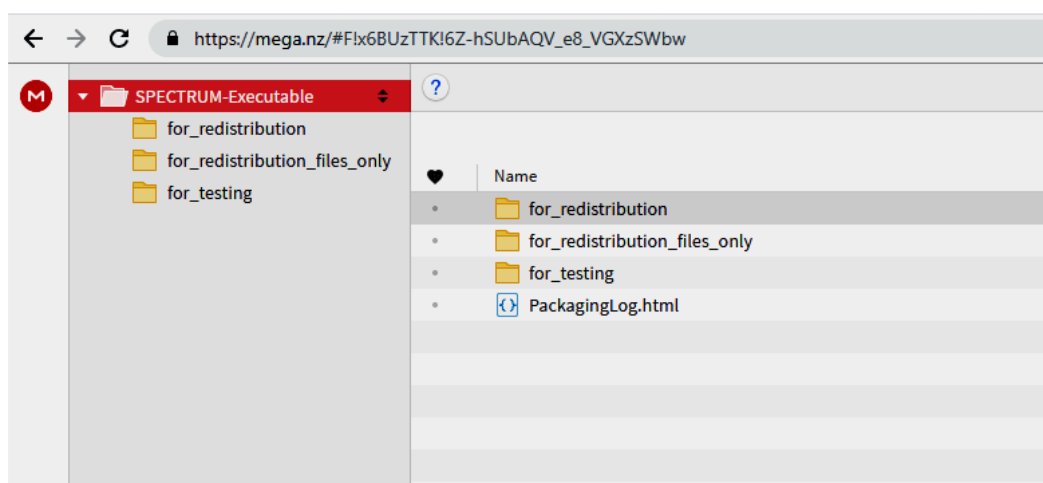 https://mega.nz/#F!x6BUzTTK!6Z-hSUbAQV_e8_VGXzSWbw
M
SPECTRUM-Executable
for_redistribution
for_redistribution_files_only
for_testing
?
Name
for_redistribution
for_redistribution_files_only
for_testing
PackagingLog.html